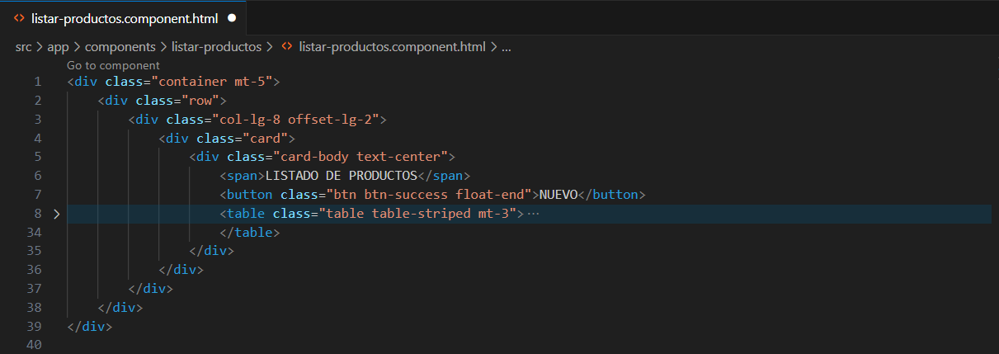 listar-productos.component.html
src > app > components > listar-productos > listar-productos.component.html > ...
Go to component
1 <div class="container mt-5">
2 <div class="row">
3 <div class="col-lg-8 offset-lg-2">
4 <div class="card">
5 <div class="card-body text-center">
6 <span>LISTADO DE PRODUCTOS</span>
7 <button class="btn btn-success float-end">NUEVO</button>
8 <table class="table table-striped mt-3">···
34 </table>
35 </div>
36 </div>
37 </div>
38 </div>
39 </div>
40